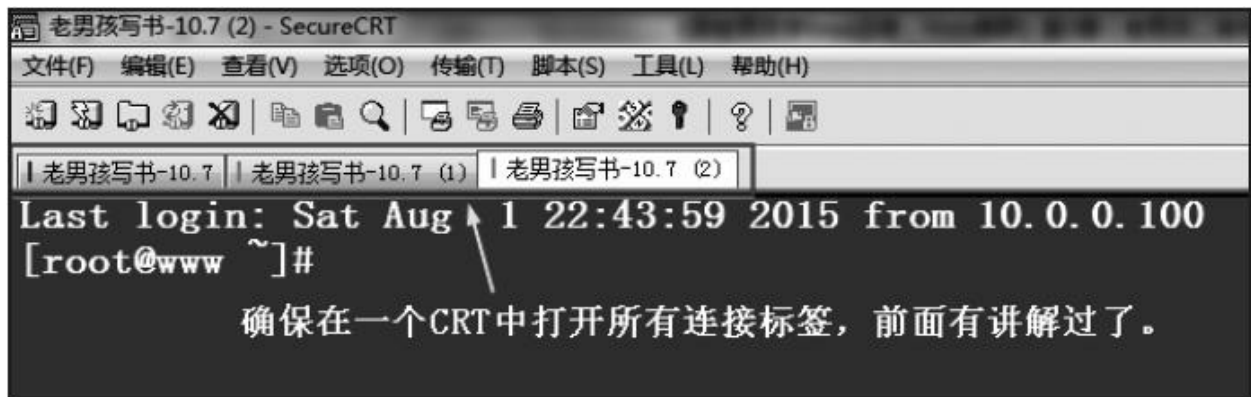 老男孩写书-10.7 (2) - SecureCRT
文件(F) 编辑(E) 查看(V) 选项(O) 传输(T) 脚本(S) 工具(L) 帮助(H)
老男孩写书-10.7 老男孩写书-10.7 (1) 老男孩写书-10.7 (2)
Last login: Sat Aug 1 22:43:59 2015 from 10.0.0.100
[root@www ~]#
确保在一个CRT中打开所有连接标签，前面有讲解过了。